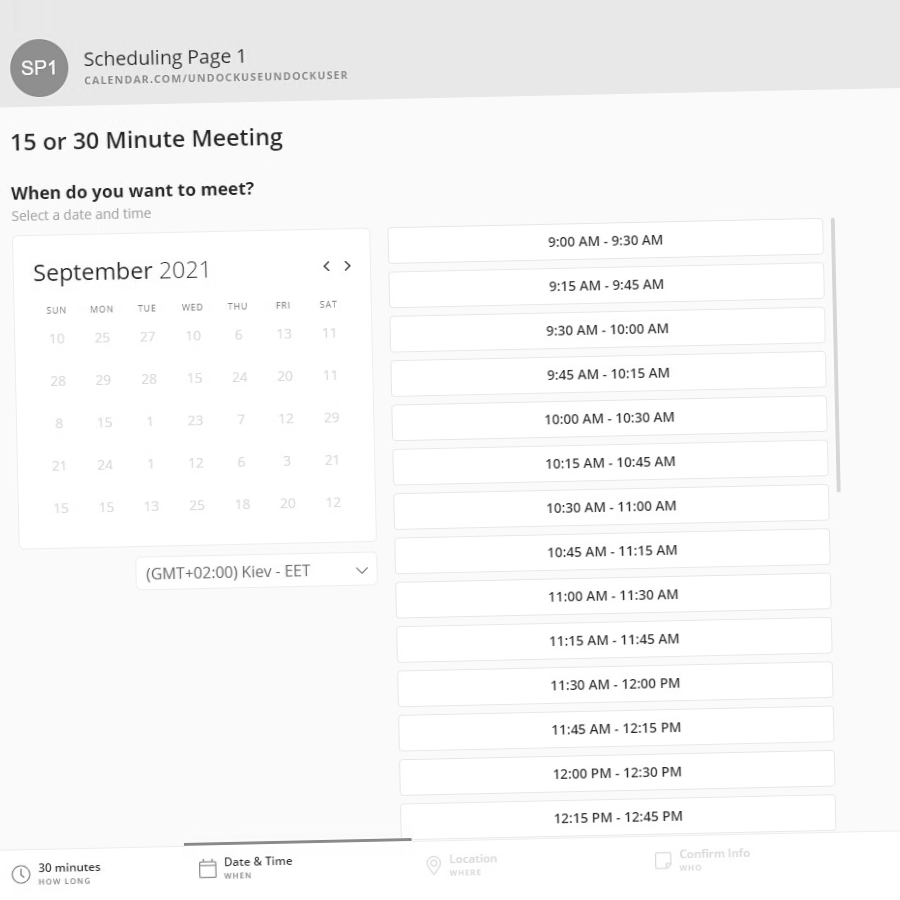 SP1
Scheduling Page 1
CALENDAR.COM/UNDOCKUSEUNDOCKUSER
15 or 30 Minute Meeting
When do you want to meet?
Select a date and time
September 2021
SUN MON TUE WED THU FRI SAT
10 25 27 10 6 13 11
28 29 28 15 24 20 11
8 15 1 23 7 12 29
21 24 1 12 6 3 21
15 15 13 25 18 20 12
(GMT+02:00) Kiev - EET
9:00 AM - 9:30 AM
9:15 AM - 9:45 AM
9:30 AM - 10:00 AM
9:45 AM - 10:15 AM
10:00 AM - 10:30 AM
10:15 AM - 10:45 AM
10:30 AM - 11:00 AM
10:45 AM - 11:15 AM
11:00 AM - 11:30 AM
11:15 AM - 11:45 AM
11:30 AM - 12:00 PM
11:45 AM - 12:15 PM
12:00 PM - 12:30 PM
12:15 PM - 12:45 PM
30 minutes
HOW LONG
Date & Time
WHEN
Location
WHERE
Confirm Info
WHO